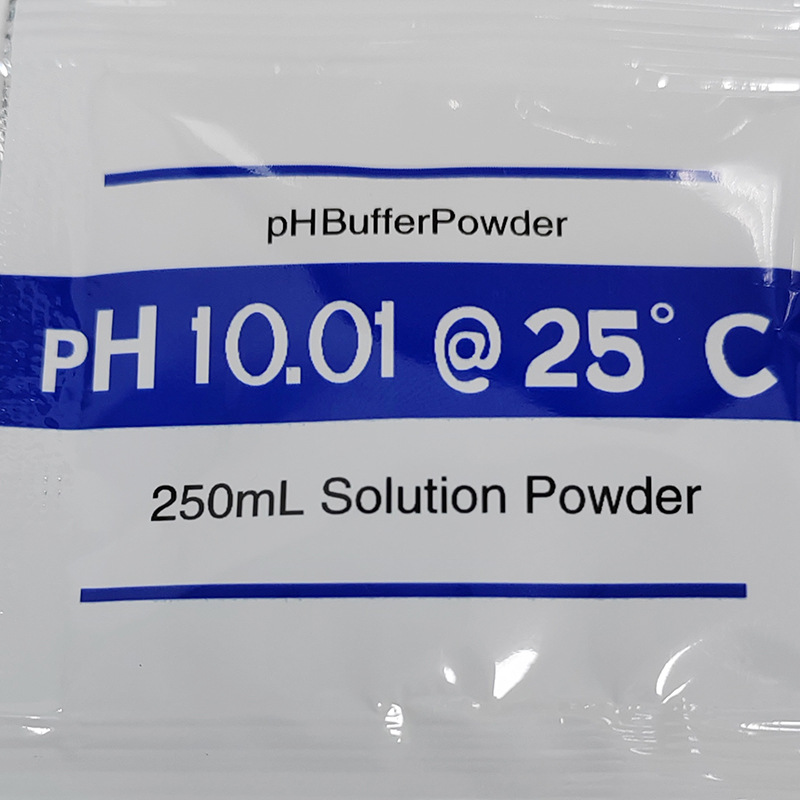 pHBufferPowder
pH 10.01 @ 25° C
250mL Solution Powder